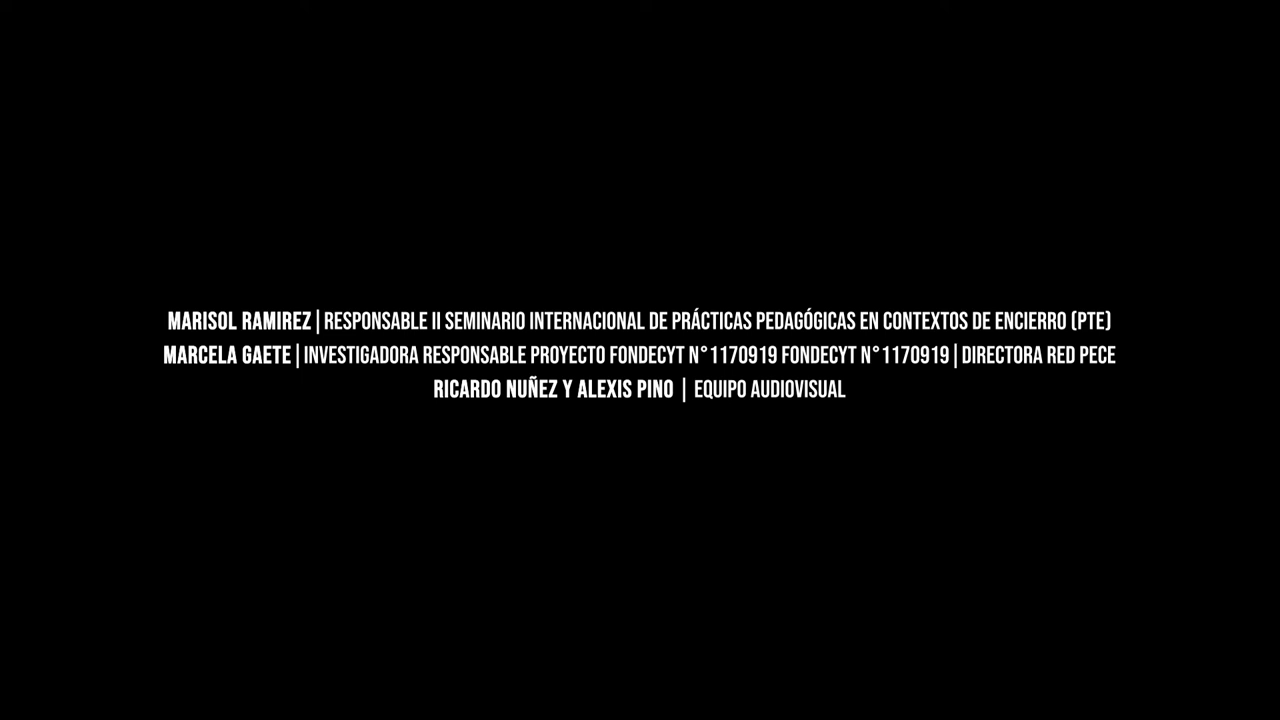 MARISOL RAMIREZ | RESPONSABLE II SEMINARIO INTERNACIONAL DE PRÁCTICAS PEDAGÓGICAS EN CONTEXTOS DE ENCIERRO (PTE)
MARCELA GAETE | INVESTIGADORA RESPONSABLE PROYECTO FONDECYT N°1170919 FONDECYT N°1170919 | DIRECTORA RED PECE
RICARDO NUÑEZ Y ALEXIS PINO | EQUIPO AUDIOVISUAL